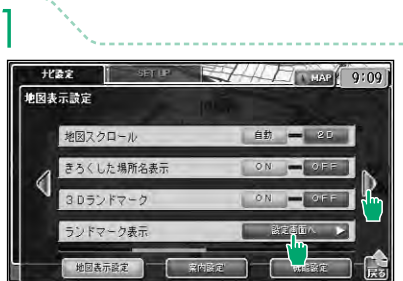 1
ナビ設定 SET UP MAP 9:09
地図表示設定
地図スクロール 自動 2D
きろくした場所名表示 ON OFF
3Dランドマーク ON OFF
ランドマーク表示 設定画面へ
地図表示設定 案内設定 機能設定 戻る